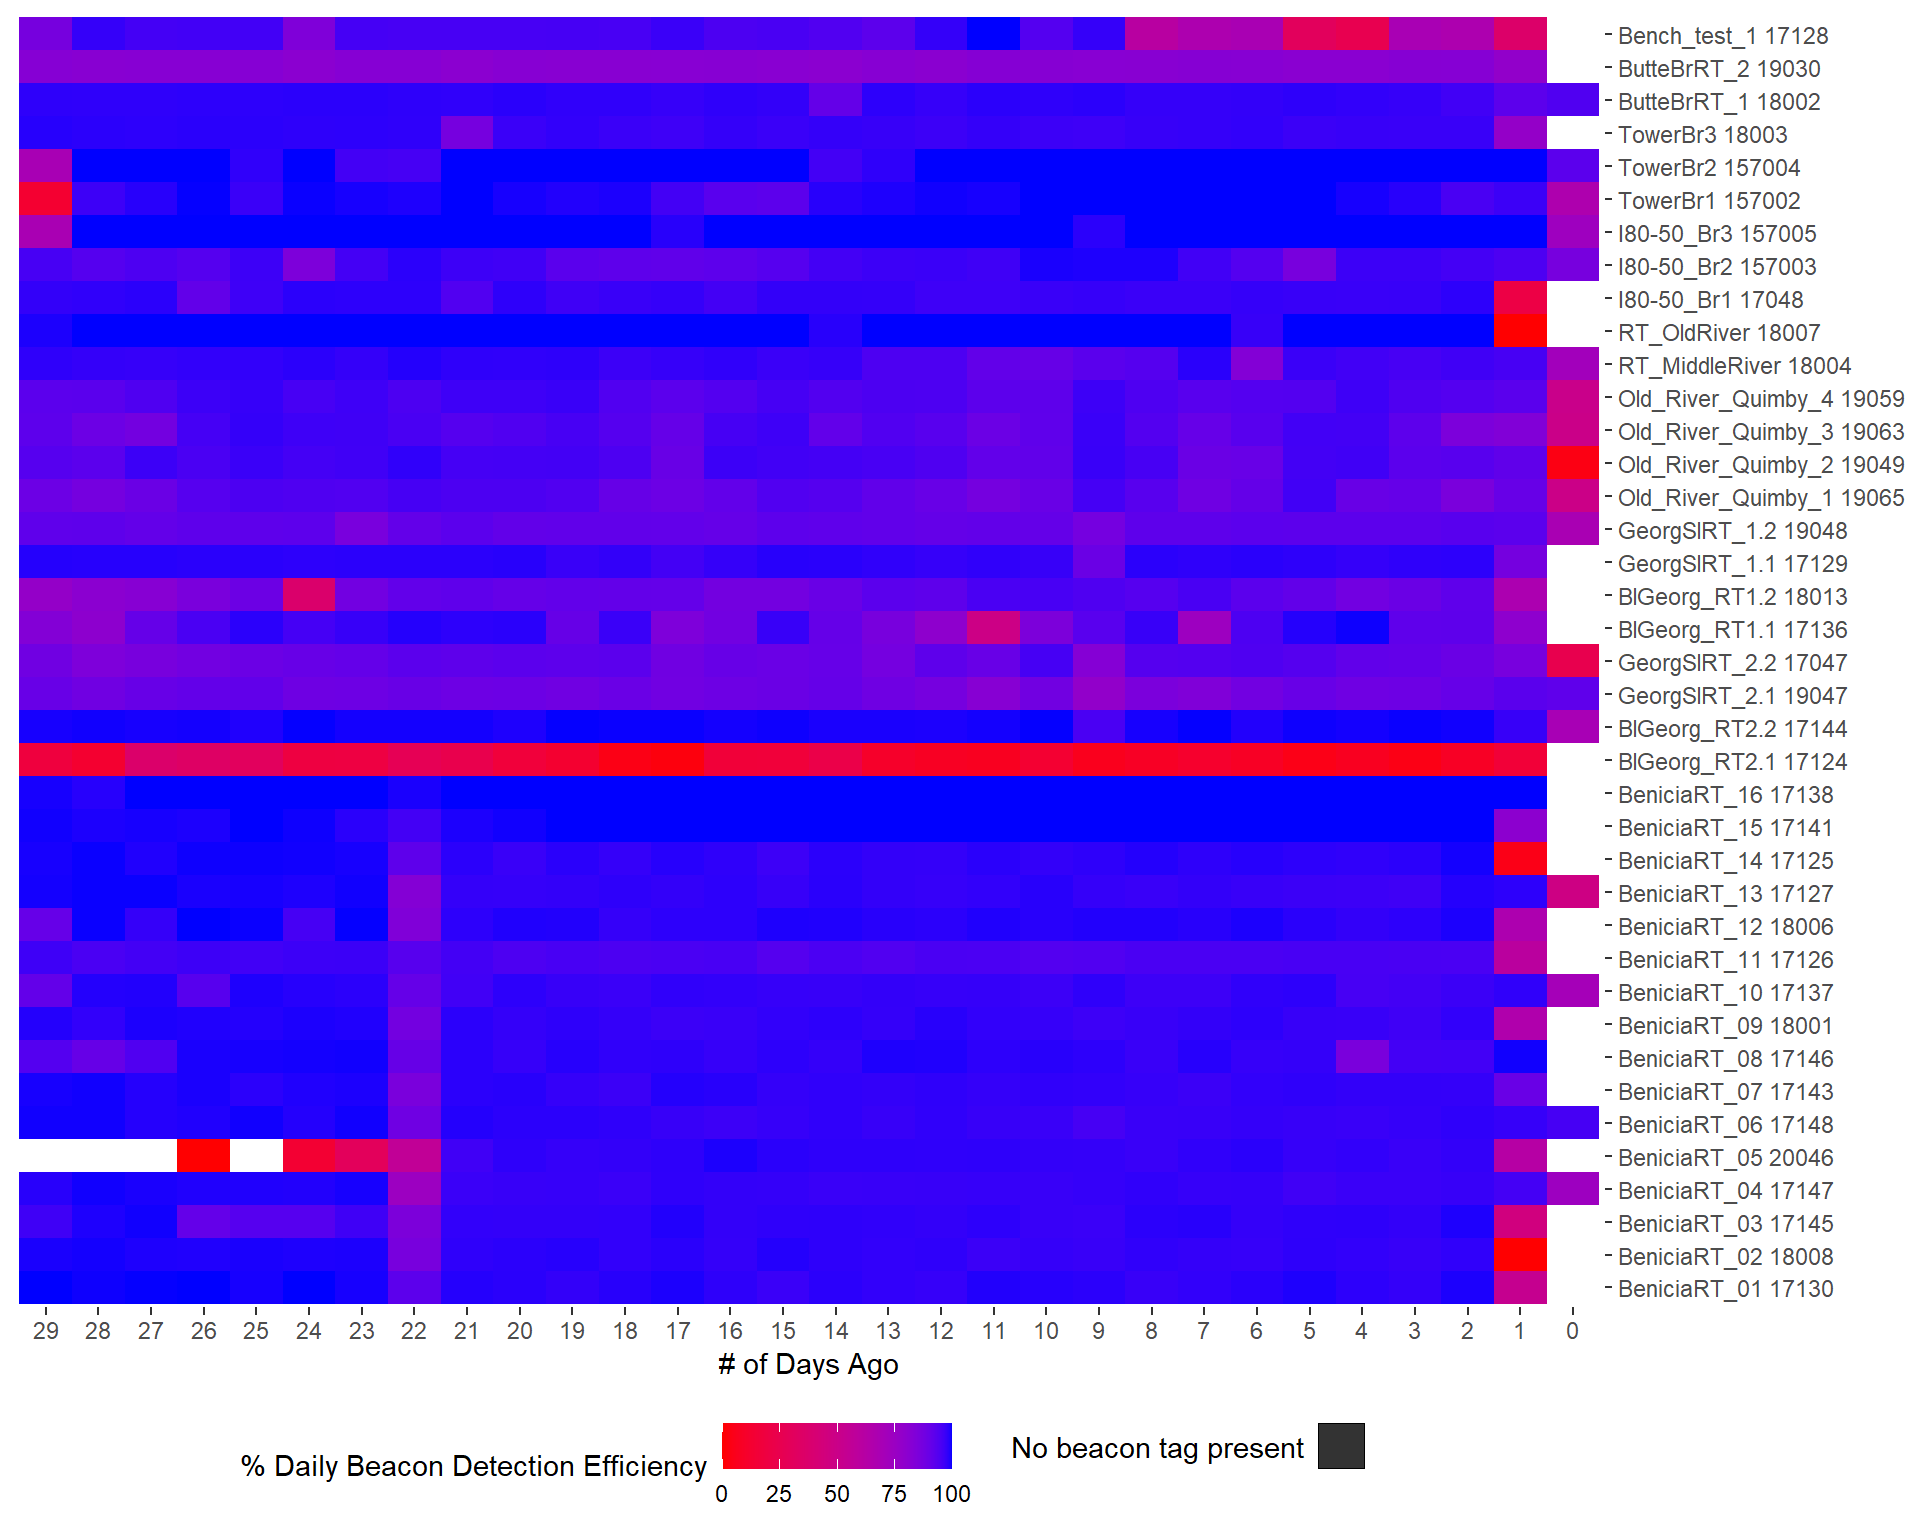 Bench_test_1 17128
ButteBrRT_2 19030
ButteBrRT_1 18002
TowerBr3 18003
TowerBr2 157004
TowerBr1 157002
I80-50_Br3 157005
I80-50_Br2 157003
I80-50_Br1 17048
RT_OldRiver 18007
RT_MiddleRiver 18004
Old_River_Quimby_4 19059
Old_River_Quimby_3 19063
Old_River_Quimby_2 19049
Old_River_Quimby_1 19065
GeorgSlRT_1.2 19048
GeorgSlRT_1.1 17129
BlGeorg_RT1.2 18013
BlGeorg_RT1.1 17136
GeorgSlRT_2.2 17047
GeorgSlRT_2.1 19047
BlGeorg_RT2.2 17144
BlGeorg_RT2.1 17124
BeniciaRT_16 17138
BeniciaRT_15 17141
BeniciaRT_14 17125
BeniciaRT_13 17127
BeniciaRT_12 18006
BeniciaRT_11 17126
BeniciaRT_10 17137
BeniciaRT_09 18001
BeniciaRT_08 17146
BeniciaRT_07 17143
BeniciaRT_06 17148
BeniciaRT_05 20046
BeniciaRT_04 17147
BeniciaRT_03 17145
BeniciaRT_02 18008
BeniciaRT_01 17130
29 28 27 26 25 24 23 22 21 20 19 18 17 16 15 14 13 12 11 10 9 8 7 6 5 4 3 2 1 0
# of Days Ago
% Daily Beacon Detection Efficiency
0 25 50 75 100
No beacon tag present